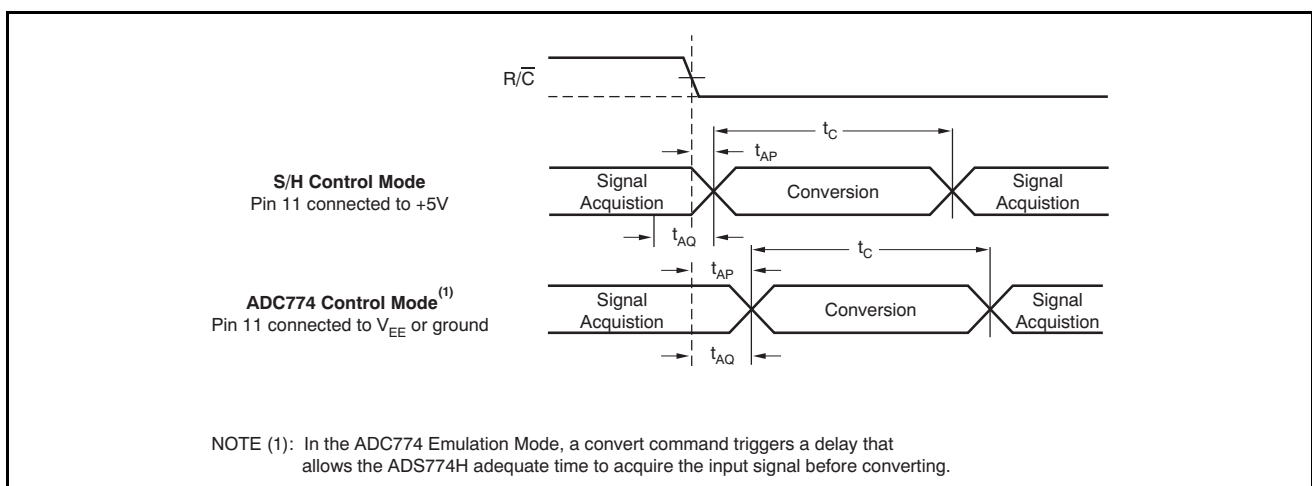 R/C̅
t_C
t_AP
S/H Control Mode
Pin 11 connected to +5V
Signal
Acquistion
Conversion
Signal
Acquistion
t_AQ
t_C
t_AP
ADC774 Control Mode(1)
Pin 11 connected to V_EE or ground
Signal
Acquistion
Conversion
Signal
Acquistion
t_AQ
NOTE (1): In the ADC774 Emulation Mode, a convert command triggers a delay that
allows the ADS774H adequate time to acquire the input signal before converting.